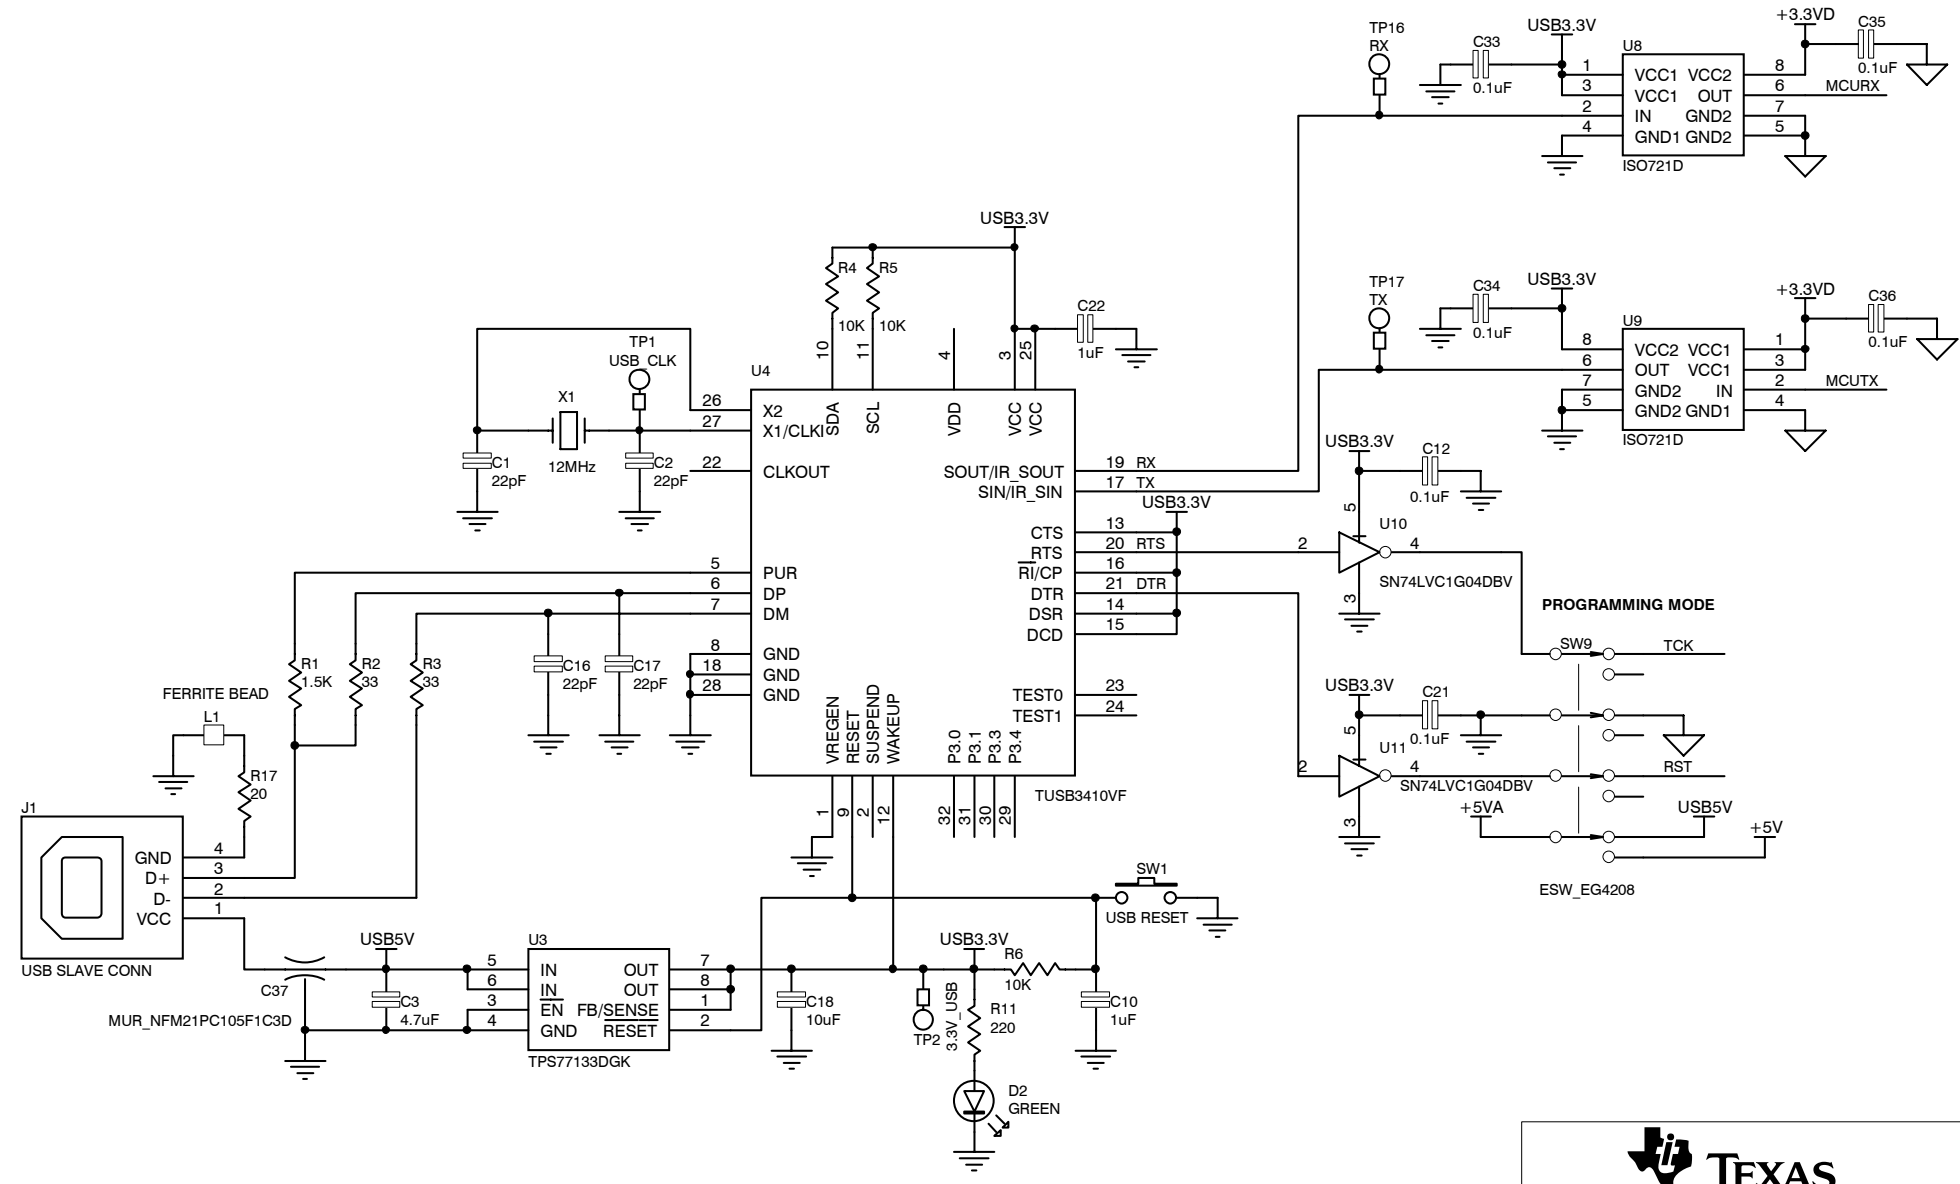 TP16
RX
C33
0.1uF
USB3.3V
U8
1
3
2
4
VCC1 VCC2
VCC1 OUT
IN GND2
GND1 GND2
8
6
7
5
ISO721D
+3.3VD
C35
0.1uF
MCURX
TP17
TX
C34
0.1uF
USB3.3V
U9
8
6
7
5
VCC2 VCC1
OUT VCC1
GND2 IN
GND2 GND1
1
3
2
4
ISO721D
+3.3VD
C36
0.1uF
MCUTX
USB3.3V
R4
10K
R5
10K
C22
1uF
10
11
4
3
25
TP1
USB_CLK
X1
12MHz
C1
22pF
C2
22pF
U4
26
27
22
X2
X1/CLKI
CLKOUT
SDA
SCL
VDD
VCC
VCC
SOUT/IR_SOUT 19 RX
SIN/IR_SIN 17 TX
USB3.3V
CTS 13
RTS 20 RTS
RI/CP 16
DTR 21 DTR
DSR 14
DCD 15
TEST0 23
TEST1 24
5 PUR
6 DP
7 DM
8 GND
18 GND
28 GND
VREGEN
RESET
SUSPEND
WAKEUP
P3.0
P3.1
P3.3
P3.4
1
9
2
12
32
31
30
29
TUSB3410VF
USB3.3V
C12
0.1uF
5
U10
2
4
3
SN74LVC1G04DBV
PROGRAMMING MODE
SW9
TCK
USB3.3V
C21
0.1uF
5
U11
2
4
3
SN74LVC1G04DBV
RST
+5VA
USB5V
+5V
ESW_EG4208
R1
1.5K
R2
33
R3
33
C16
22pF
C17
22pF
FERRITE BEAD
L1
R17
20
J1
GND 4
D+ 3
D- 2
VCC 1
USB SLAVE CONN
C37
MUR_NFM21PC105F1C3D
USB5V
C3
4.7uF
U3
5
6
3
4
IN OUT
IN OUT
EN FB/SENSE
GND RESET
7
8
1
2
TPS77133DGK
C18
10uF
TP2
3.3V_USB
USB3.3V
R6
10K
R11
220
D2
GREEN
C10
1uF
SW1
USB RESET
TEXAS